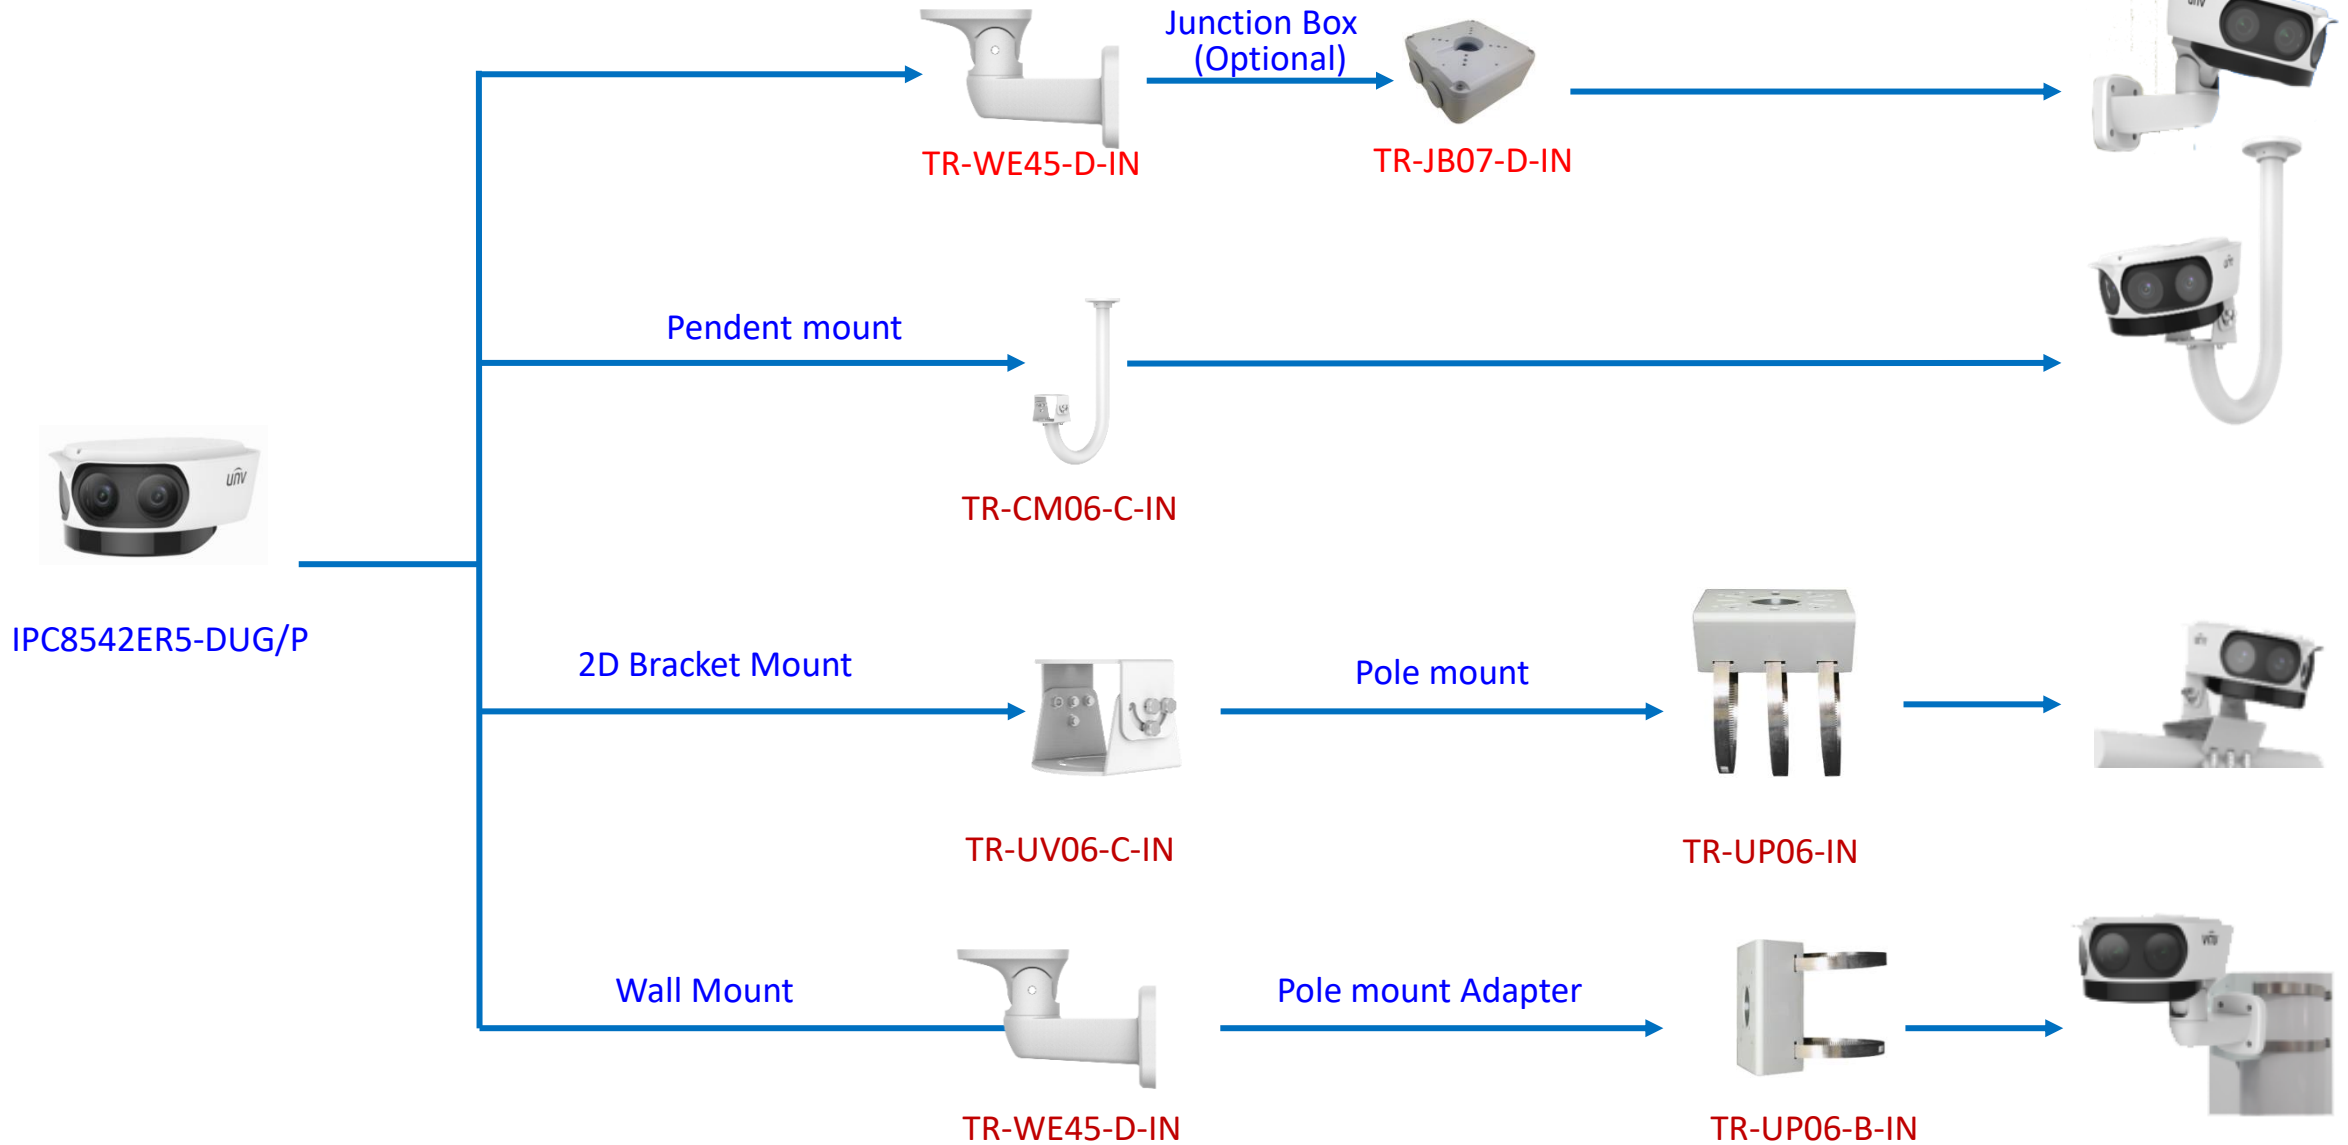 Junction Box
(Optional)
TR-WE45-D-IN
TR-JB07-D-IN
Pendent mount
TR-CM06-C-IN
unv
IPC8542ER5-DUG/P
2D Bracket Mount
Pole mount
TR-UV06-C-IN
TR-UP06-IN
Wall Mount
Pole mount Adapter
TR-WE45-D-IN
TR-UP06-B-IN